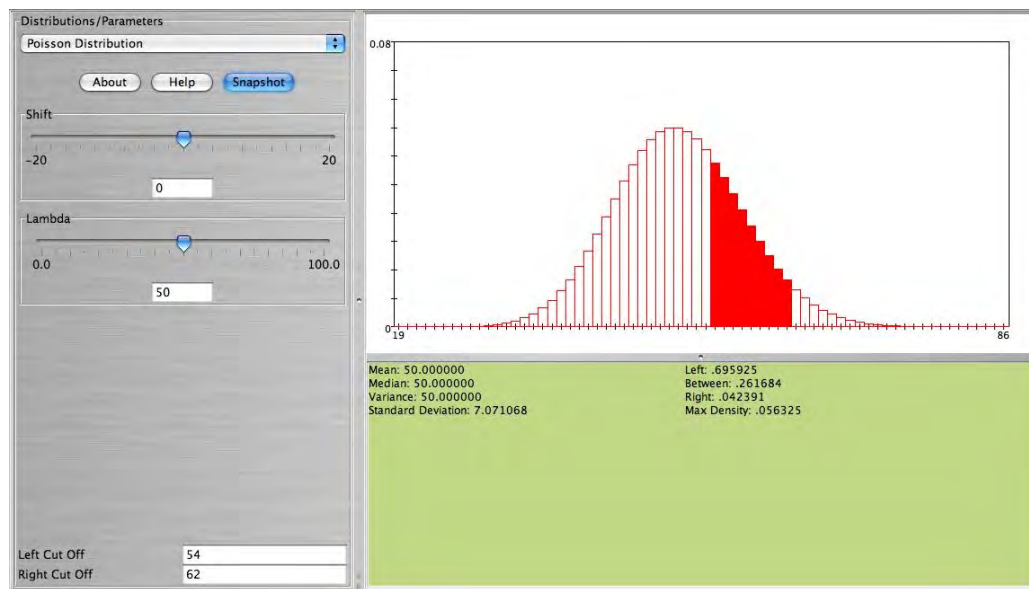 Distributions/Parameters
Poisson Distribution
About Help Snapshot
Shift
-20 20
0
Lambda
0.0 100.0
50
Left Cut Off 54
Right Cut Off 62
0.08
0
19 86
Mean: 50.000000
Median: 50.000000
Variance: 50.000000
Standard Deviation: 7.071068
Left: .695925
Between: .261684
Right: .042391
Max Density: .056325